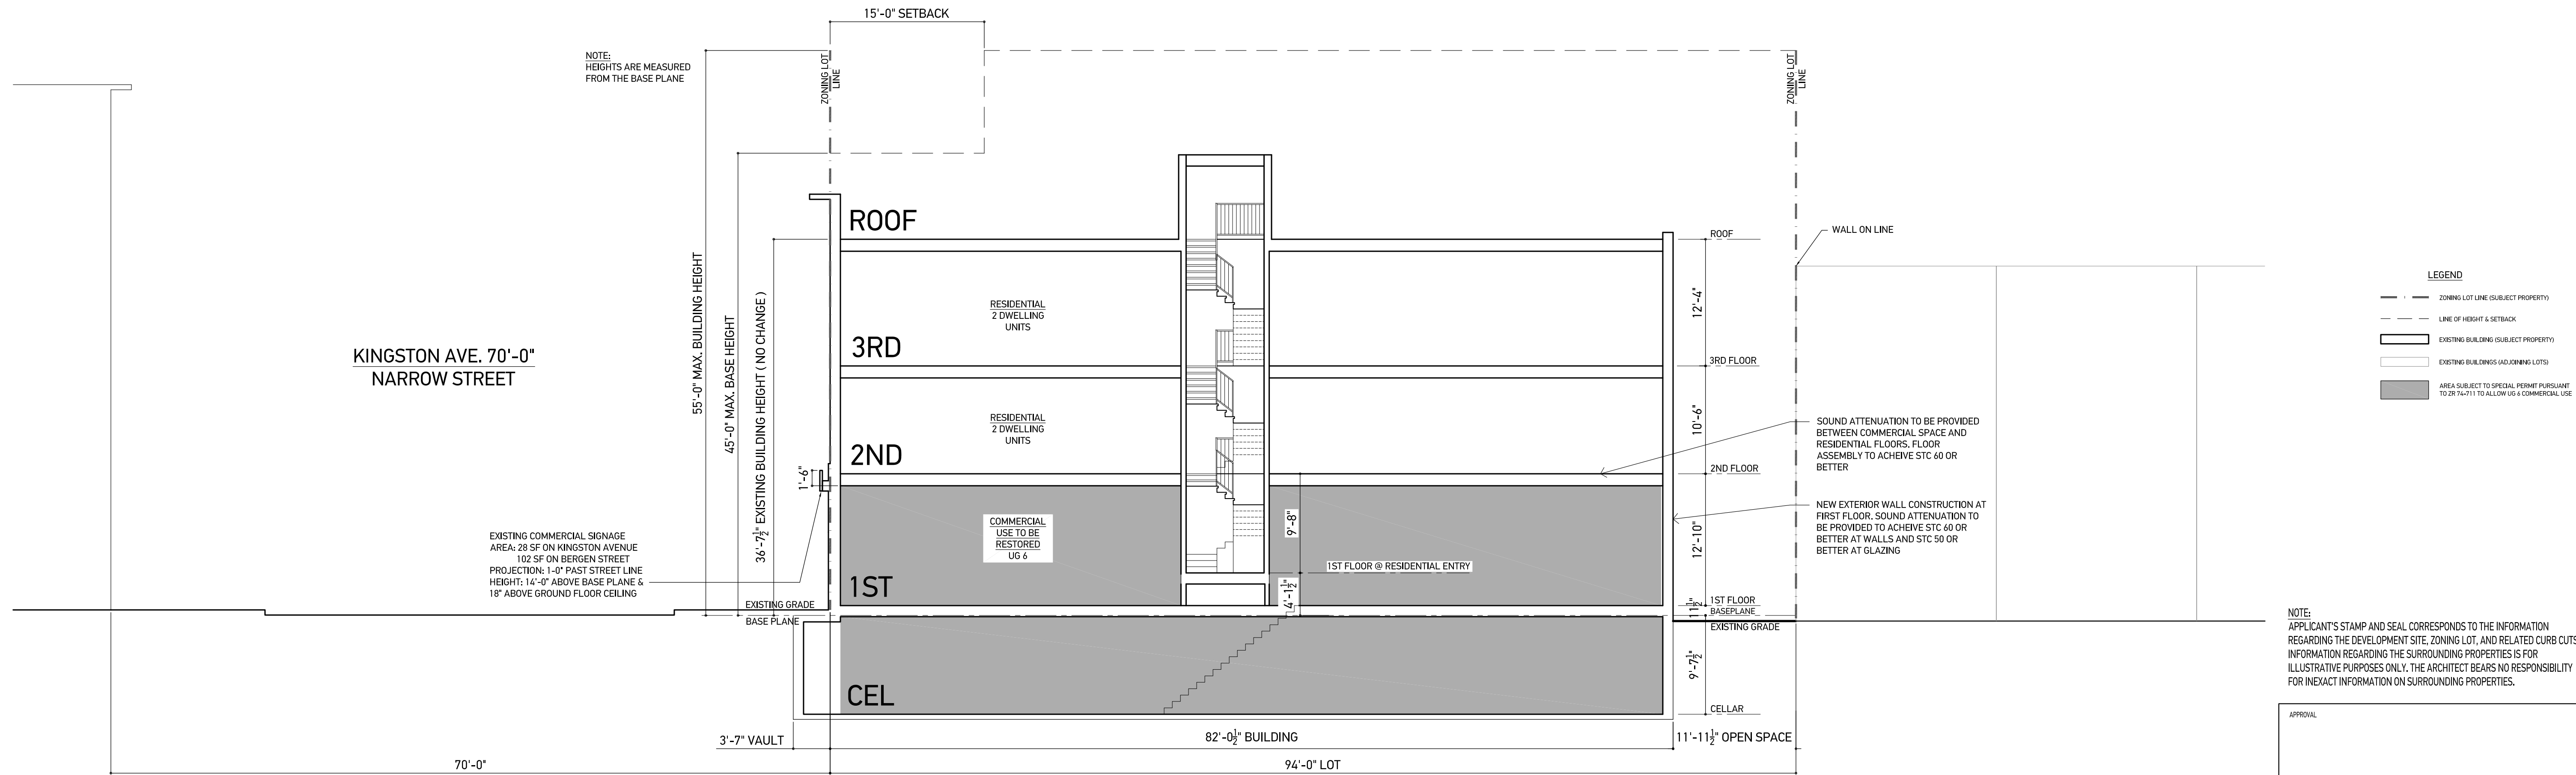 15'-0" SETBACK
NOTE:
HEIGHTS ARE MEASURED
FROM THE BASE PLANE
ZONING LOT
LINE
ZONING LOT
LINE
KINGSTON AVE. 70'-0"
NARROW STREET
55'-0" MAX. BUILDING HEIGHT
45'-0" MAX. BASE HEIGHT
36'-7½" EXISTING BUILDING HEIGHT ( NO CHANGE )
1'-6"
EXISTING COMMERCIAL SIGNAGE
AREA: 28 SF ON KINGSTON AVENUE
102 SF ON BERGEN STREET
PROJECTION: 1-0" PAST STREET LINE
HEIGHT: 14'-0" ABOVE BASE PLANE &
18" ABOVE GROUND FLOOR CEILING
EXISTING GRADE
BASE PLANE
ROOF
3RD
2ND
1ST
CEL
RESIDENTIAL
2 DWELLING
UNITS
RESIDENTIAL
2 DWELLING
UNITS
COMMERCIAL
USE TO BE
RESTORED
UG 6
9'-8"
4'-1½"
1ST FLOOR @ RESIDENTIAL ENTRY
ROOF
12'-4"
3RD FLOOR
10'-6"
2ND FLOOR
12'-10"
1ST FLOOR
11½"
BASEPLANE
EXISTING GRADE
9'-7½"
CELLAR
WALL ON LINE
SOUND ATTENUATION TO BE PROVIDED
BETWEEN COMMERCIAL SPACE AND
RESIDENTIAL FLOORS. FLOOR
ASSEMBLY TO ACHEIVE STC 60 OR
BETTER
NEW EXTERIOR WALL CONSTRUCTION AT
FIRST FLOOR. SOUND ATTENUATION TO
BE PROVIDED TO ACHEIVE STC 60 OR
BETTER AT WALLS AND STC 50 OR
BETTER AT GLAZING
3'-7" VAULT
82'-0½" BUILDING
11'-11½" OPEN SPACE
70'-0"
94'-0" LOT
LEGEND
ZONING LOT LINE (SUBJECT PROPERTY)
LINE OF HEIGHT & SETBACK
EXISTING BUILDING (SUBJECT PROPERTY)
EXISTING BUILDINGS (ADJOINING LOTS)
AREA SUBJECT TO SPECIAL PERMIT PURSUANT
TO ZR 74-711 TO ALLOW UG 6 COMMERCIAL USE
NOTE:
APPLICANT'S STAMP AND SEAL CORRESPONDS TO THE INFORMATION
REGARDING THE DEVELOPMENT SITE, ZONING LOT, AND RELATED CURB CUTS
INFORMATION REGARDING THE SURROUNDING PROPERTIES IS FOR
ILLUSTRATIVE PURPOSES ONLY. THE ARCHITECT BEARS NO RESPONSIBILITY
FOR INEXACT INFORMATION ON SURROUNDING PROPERTIES.
APPROVAL